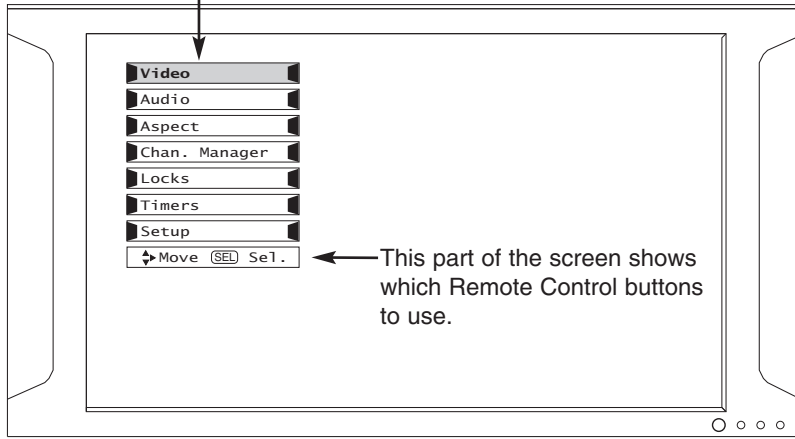 Video
Audio
Aspect
Chan. Manager
Locks
Timers
Setup
Move SEL Sel.
This part of the screen shows
which Remote Control buttons
to use.